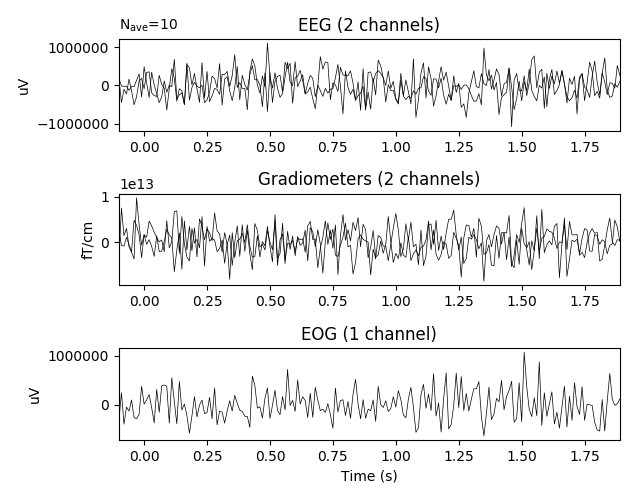 N_ave=10
EEG (2 channels)
1000000
0
−1000000
uV
0.00 0.25 0.50 0.75 1.00 1.25 1.50 1.75
1e13
Gradiometers (2 channels)
1
0
fT/cm
0.00 0.25 0.50 0.75 1.00 1.25 1.50 1.75
EOG (1 channel)
1000000
0
uV
0.00 0.25 0.50 0.75 1.00 1.25 1.50 1.75
Time (s)